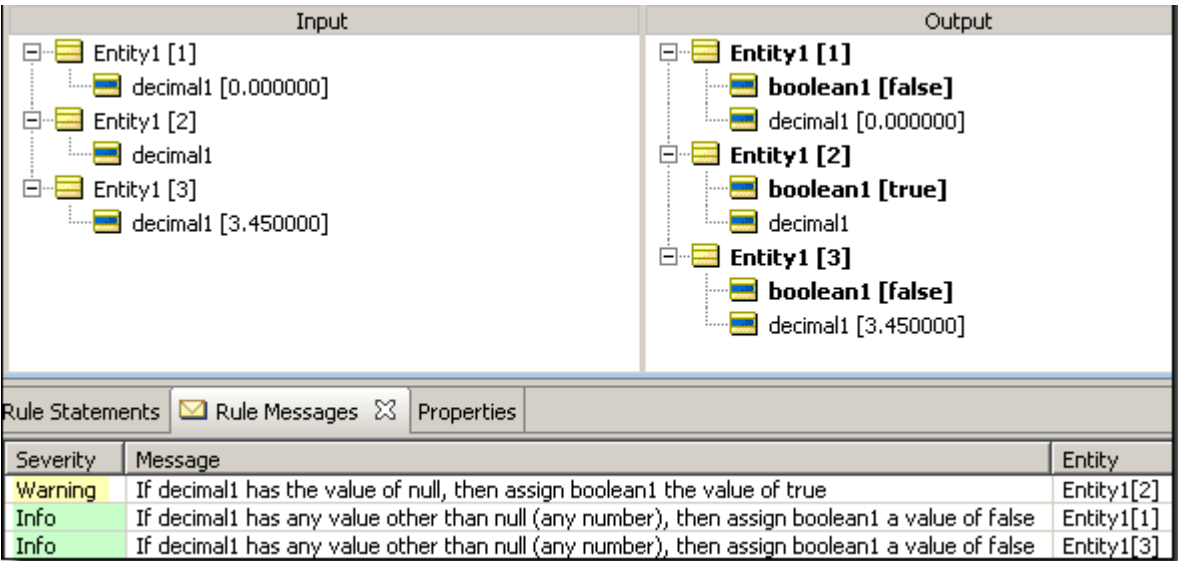 Input
Entity1 [1]
decimal1 [0.000000]
Entity1 [2]
decimal1
Entity1 [3]
decimal1 [3.450000]
Output
Entity1 [1]
boolean1 [false]
decimal1 [0.000000]
Entity1 [2]
boolean1 [true]
decimal1
Entity1 [3]
boolean1 [false]
decimal1 [3.450000]
Rule Statements Rule Messages Properties
Severity Message Entity
Warning If decimal1 has the value of null, then assign boolean1 the value of true Entity1[2]
Info If decimal1 has any value other than null (any number), then assign boolean1 a value of false Entity1[1]
Info If decimal1 has any value other than null (any number), then assign boolean1 a value of false Entity1[3]